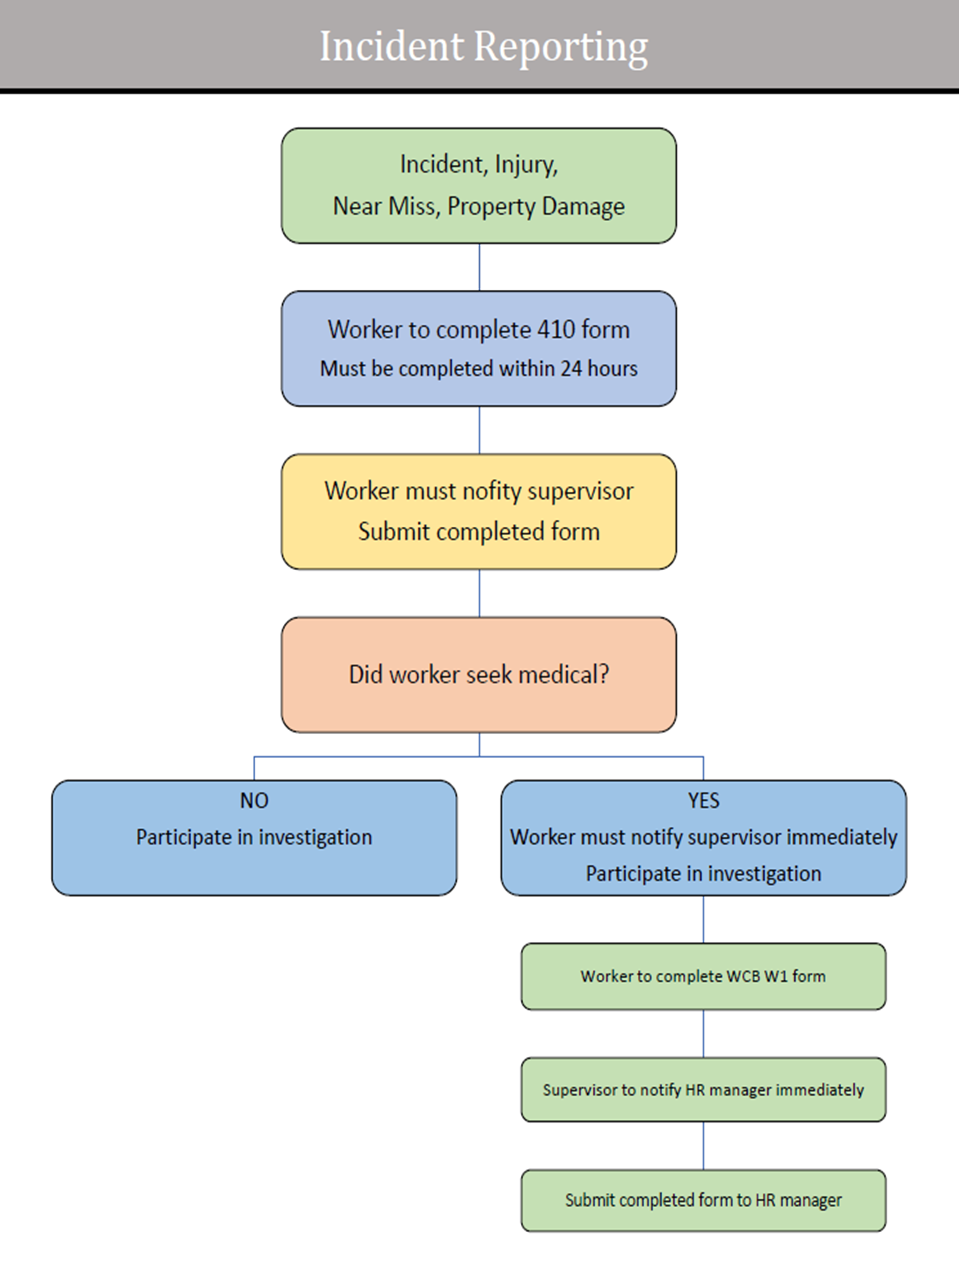 Incident Reporting
Incident, Injury,
Near Miss, Property Damage
Worker to complete 410 form
Must be completed within 24 hours
Worker must nofity supervisor
Submit completed form
Did worker seek medical?
NO
Participate in investigation
YES
Worker must notify supervisor immediately
Participate in investigation
Worker to complete WCB W1 form
Supervisor to notify HR manager immediately
Submit completed form to HR manager